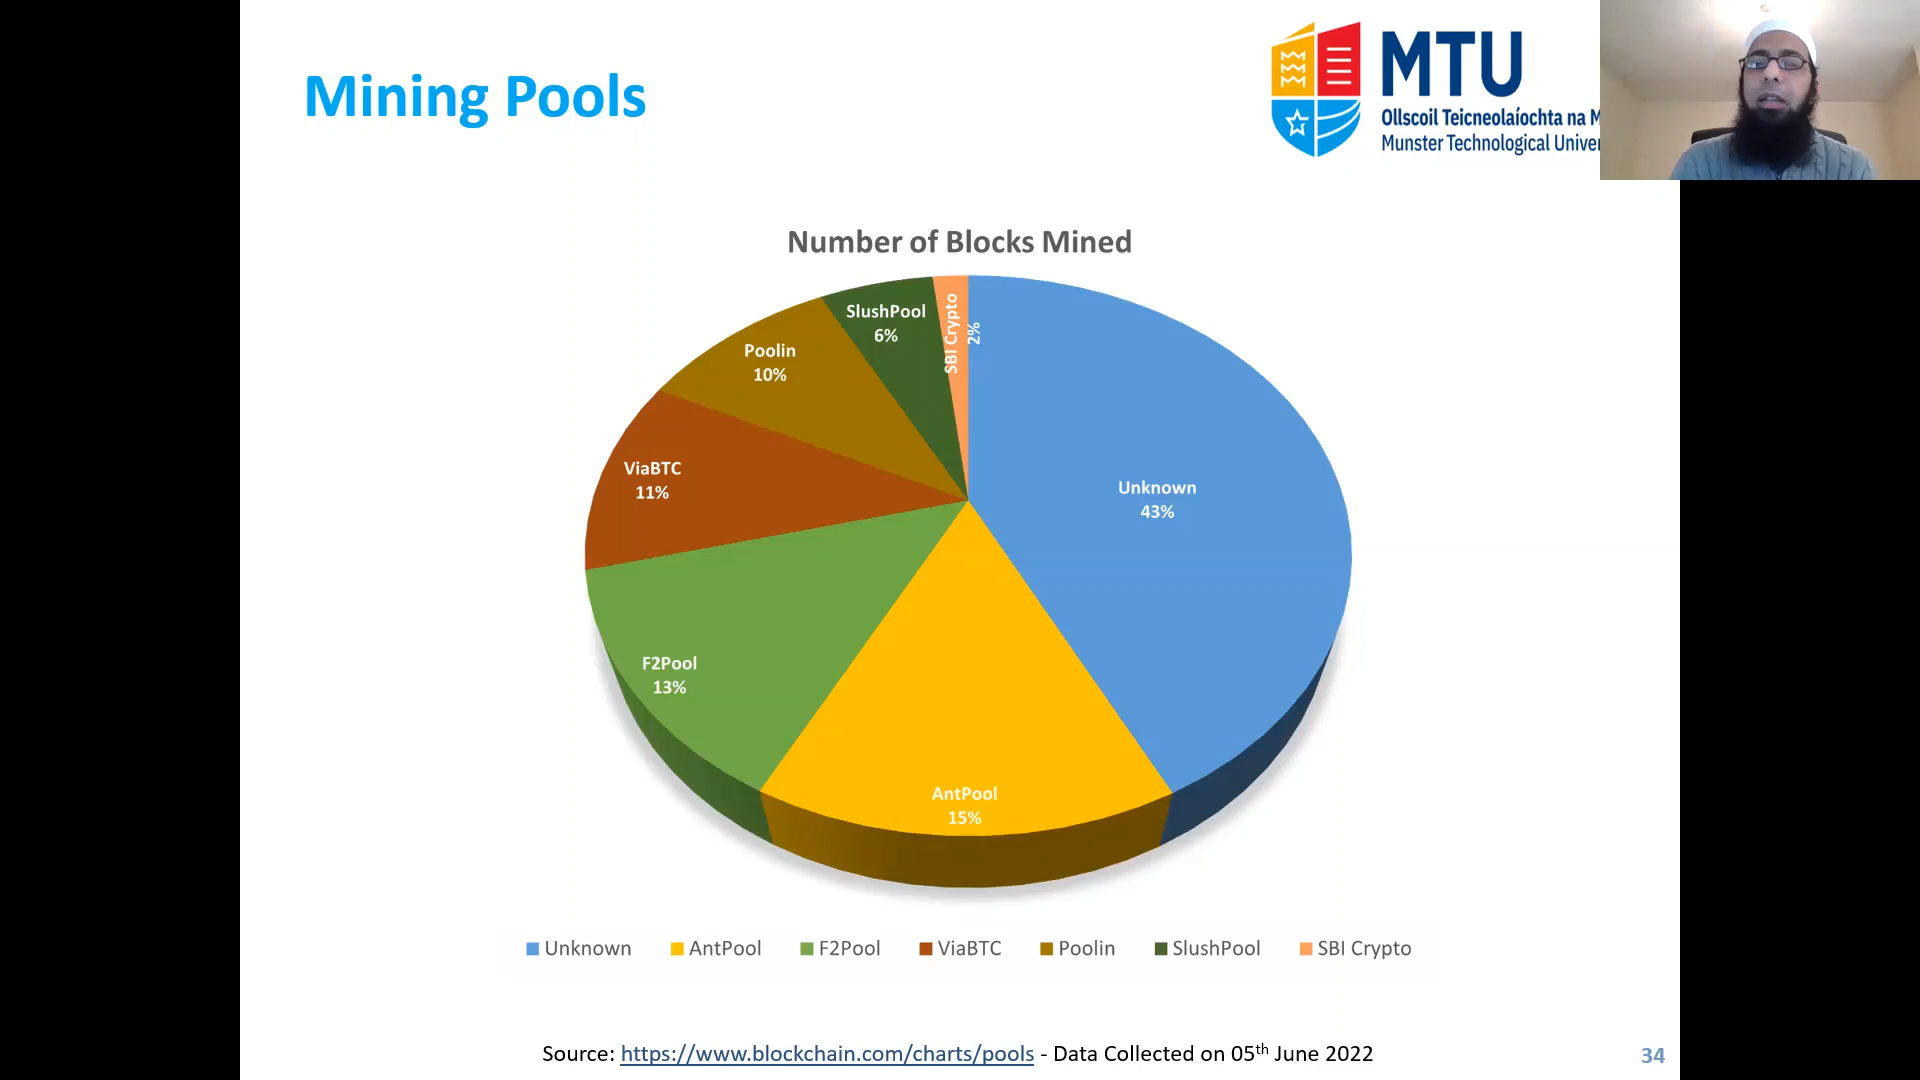 Mining Pools
MTU
Ollscoil Teicneolaíochta na M
Munster Technological Univer
Number of Blocks Mined
SlushPool
6%
SBI Crypto
2%
Poolin
10%
ViaBTC
11%
Unknown
43%
F2Pool
13%
AntPool
15%
Unknown AntPool F2Pool ViaBTC Poolin SlushPool SBI Crypto
Source: https://www.blockchain.com/charts/pools - Data Collected on 05th June 2022
34